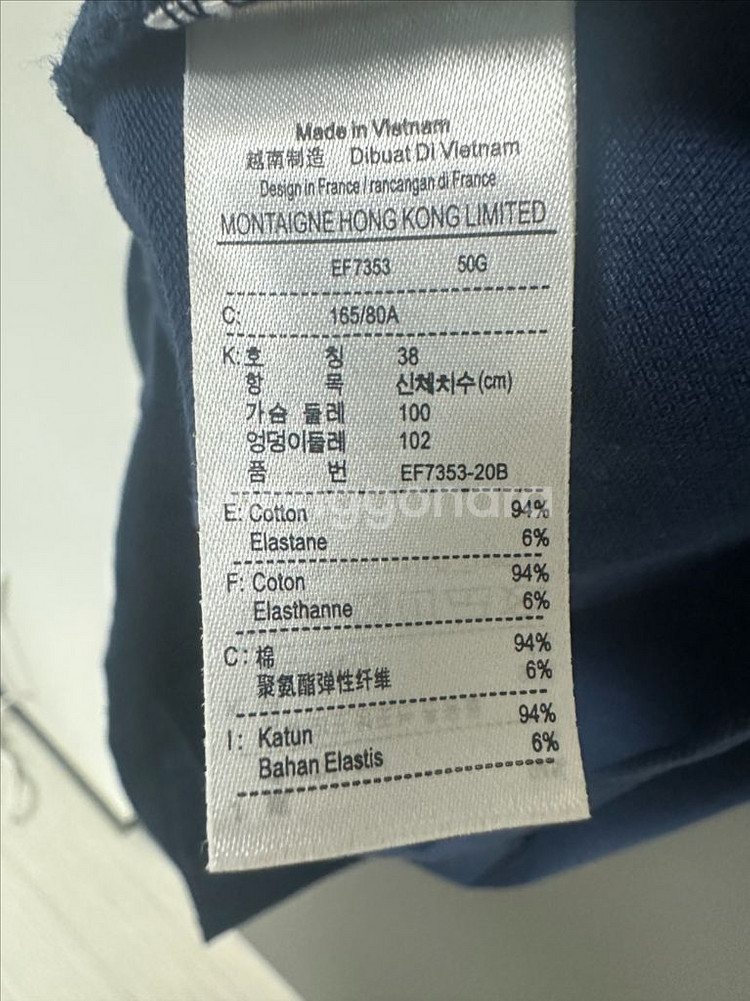 Made in Vietnam
越南制造 Dibuat DI Vietnam
Design in France / rancangan di France
MONTAIGNE HONG KONG LIMITED
EF7353 50G
C: 165/80A
K: 호 칭 38
항 목 신체치수(cm)
가슴 둘레 100
엉덩이둘레 102
품 번 EF7353-20B
E: Cotton 94%
Elastane 6%
F: Coton 94%
Elasthanne 6%
C: 棉 94%
聚氨酯弹性纤维 6%
I: Katun 94%
Bahan Elastis 6%